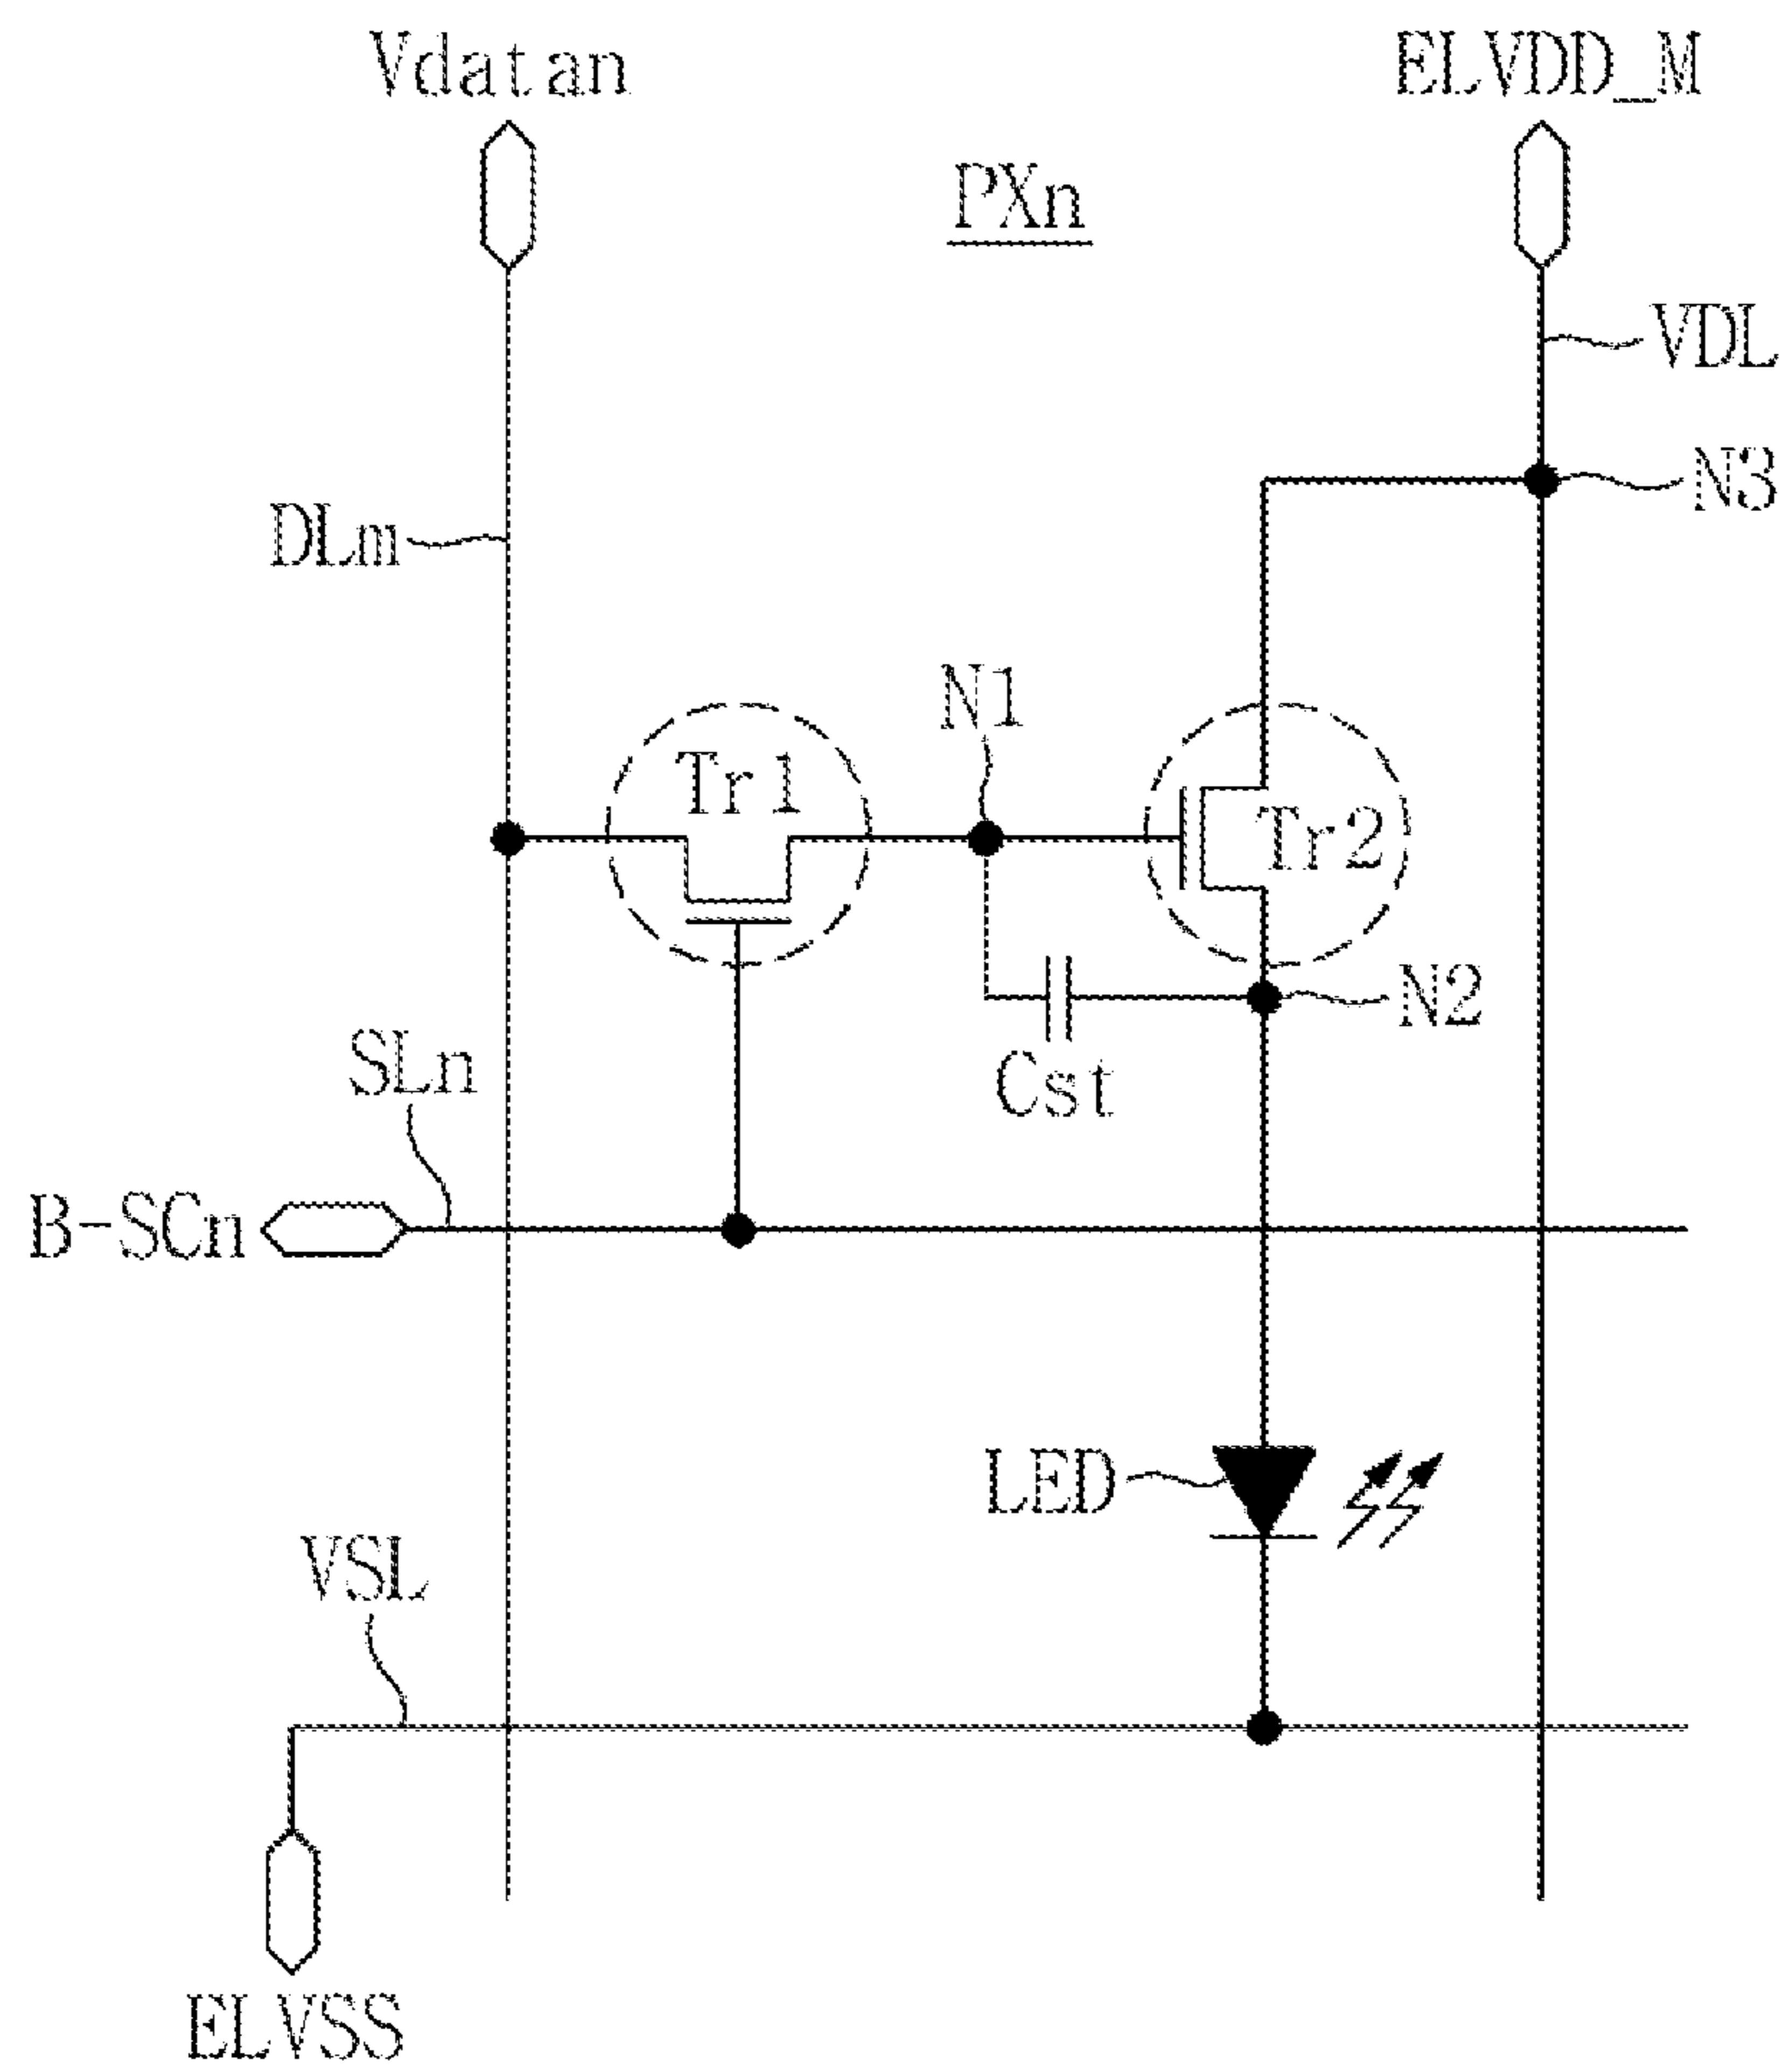 Vdatan
ELVDD_M
PXn
VDL
N3
DLm
N1
Tr1
Tr2
N2
SLn
Cst
B-SCn
LED
VSL
ELVSS